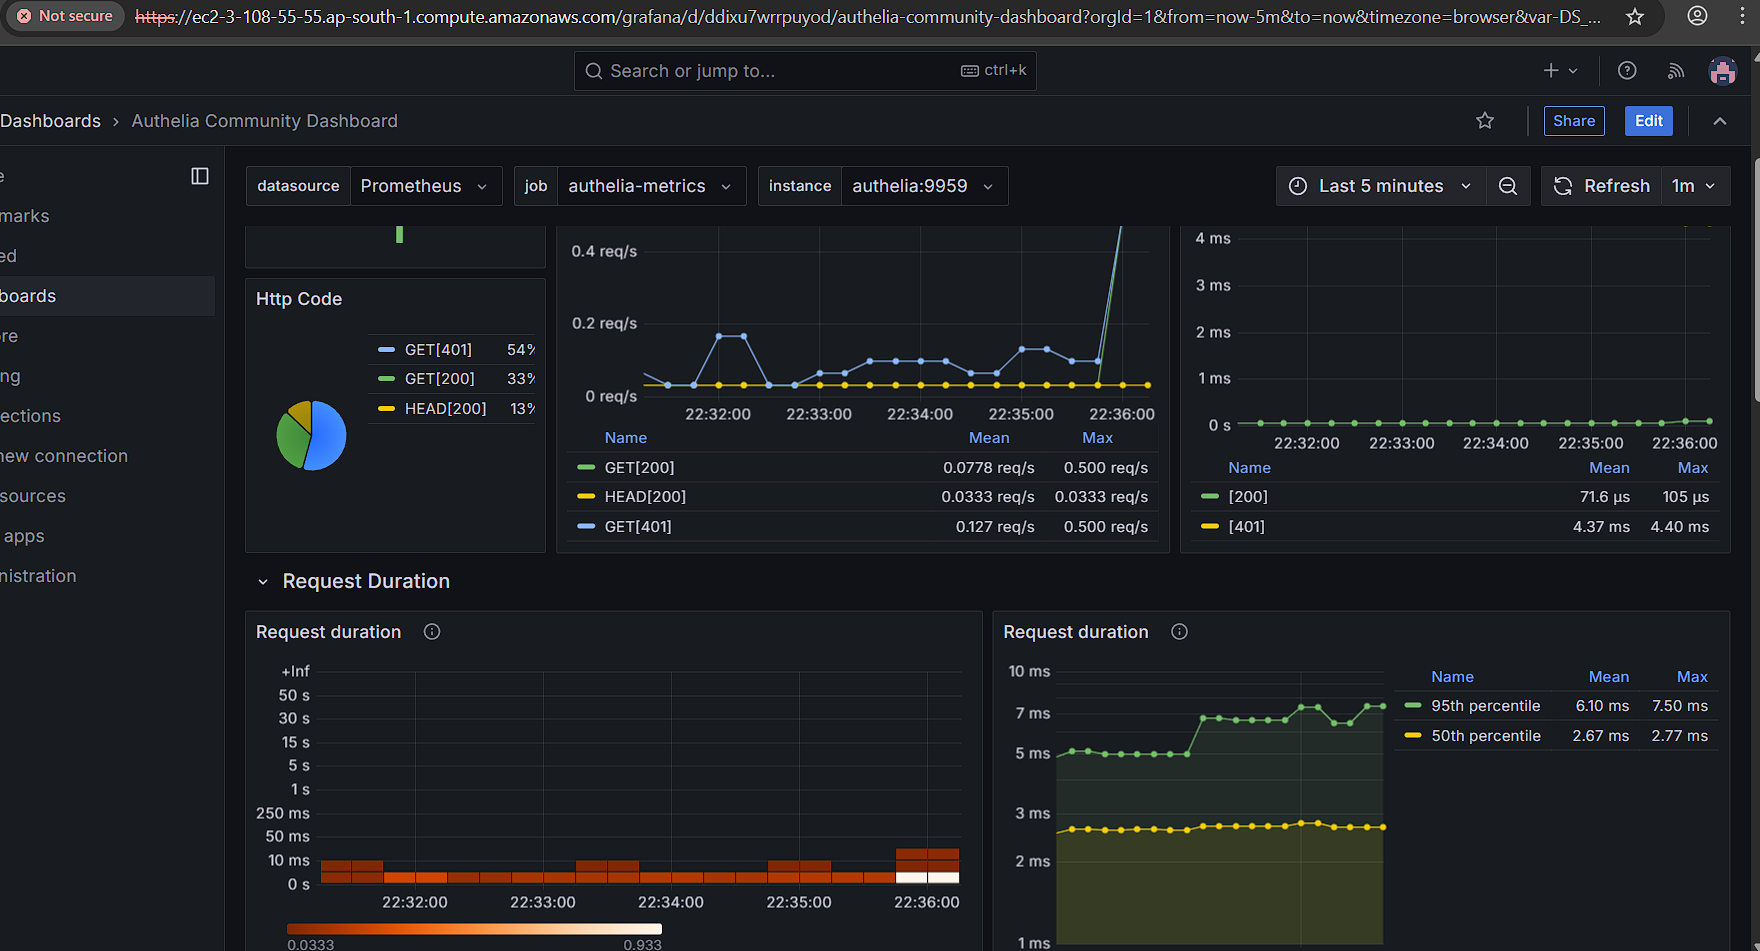 Not secure https://ec2-3-108-55-55.ap-south-1.compute.amazonaws.com/grafana/d/ddixu7wrrpuyod/authelia-community-dashboard?orgId=1&from=now-5m&to=now&timezone=browser&var-DS_...
Search or jump to... ctrl+k
Dashboards › Authelia Community Dashboard
Share Edit
e
marks
ed
boards
re
ng
ections
new connection
sources
apps
nistration
datasource Prometheus job authelia-metrics instance authelia:9959
Last 5 minutes Refresh 1m
Http Code
GET[401] 54%
GET[200] 33%
HEAD[200] 13%
0.4 req/s
0.2 req/s
0 req/s
22:32:00 22:33:00 22:34:00 22:35:00 22:36:00
Name Mean Max
GET[200] 0.0778 req/s 0.500 req/s
HEAD[200] 0.0333 req/s 0.0333 req/s
GET[401] 0.127 req/s 0.500 req/s
4 ms
3 ms
2 ms
1 ms
0 s
22:32:00 22:33:00 22:34:00 22:35:00 22:36:00
Name Mean Max
[200] 71.6 µs 105 µs
[401] 4.37 ms 4.40 ms
Request Duration
Request duration
+Inf
50 s
30 s
15 s
5 s
1 s
250 ms
50 ms
10 ms
0 s
22:32:00 22:33:00 22:34:00 22:35:00 22:36:00
0.0333 0.933
Request duration
10 ms
7 ms
5 ms
3 ms
2 ms
1 ms
Name Mean Max
95th percentile 6.10 ms 7.50 ms
50th percentile 2.67 ms 2.77 ms